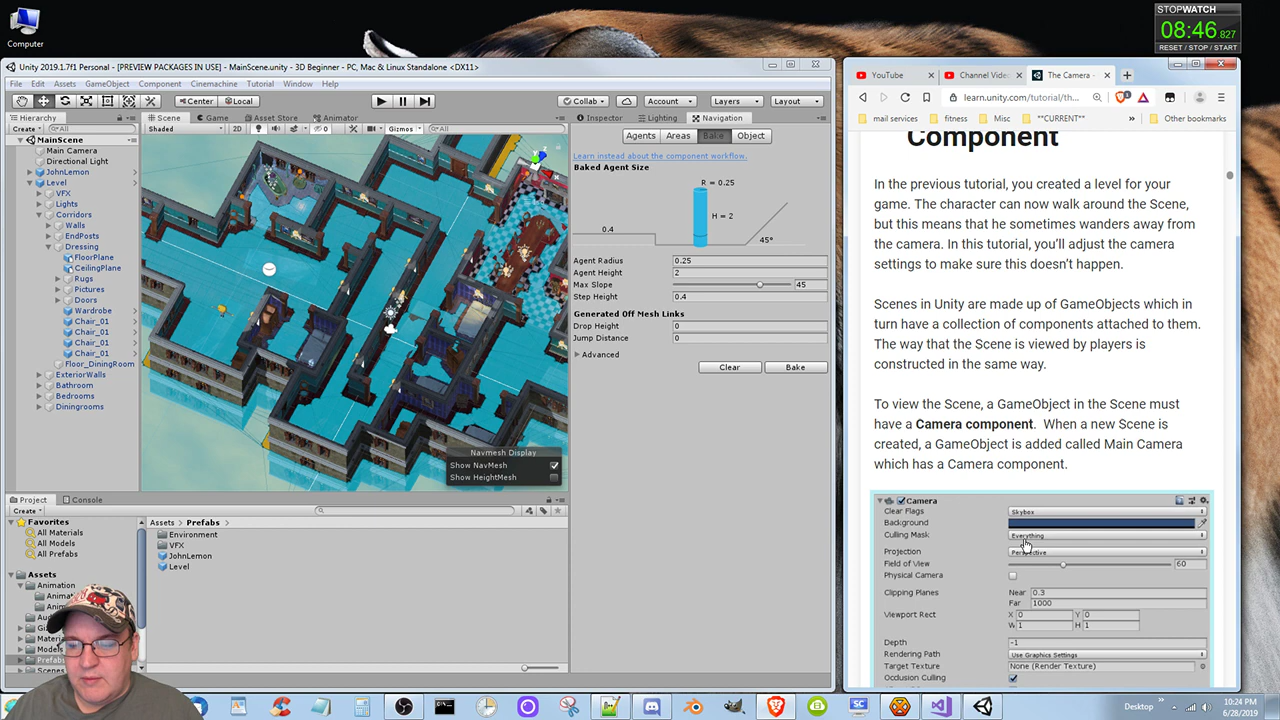 Computer
STOPWATCH
08:46.827
RESET / STOP / START
Unity 2019.1.7f1 Personal - [PREVIEW PACKAGES IN USE] - MainScene.unity - 3D Beginner - PC, Mac & Linux Standalone <DX11>
File Edit Assets GameObject Component Cinemachine Tutorial Window Help
Center Local Collab Account Layers Layout
Hierarchy Scene Game Asset Store Animator Inspector Lighting Navigation
Create All Shaded 2D 0 Gizmos All
MainScene
Main Camera
Directional Light
JohnLemon
Level
VFX
Lights
Corridors
Walls
EndPosts
Dressing
FloorPlane
CeilingPlane
Rugs
Pictures
Doors
Wardrobe
Chair_01
Chair_01
Chair_01
Chair_01
Floor_DiningRoom
ExteriorWalls
Bathroom
Bedrooms
Diningrooms
Navmesh Display
Show NavMesh
Show HeightMesh
Agents Areas Bake Object
Learn instead about the component workflow.
Baked Agent Size
R = 0.25
H = 2
0.4
45°
Agent Radius 0.25
Agent Height 2
Max Slope 45
Step Height 0.4
Generated Off Mesh Links
Drop Height 0
Jump Distance 0
Advanced
Clear Bake
Project Console
Create
Favorites
All Materials
All Models
All Prefabs
Assets
Animation
Assets Prefabs
Environment
VFX
JohnLemon
Level
YouTube Channel Video The Camera -
learn.unity.com/tutorial/th...
mail services fitness Misc **CURRENT** » Other bookmarks
Component
In the previous tutorial, you created a level for your
game. The character can now walk around the Scene,
but this means that he sometimes wanders away from
the camera. In this tutorial, you’ll adjust the camera
settings to make sure this doesn’t happen.
Scenes in Unity are made up of GameObjects which in
turn have a collection of components attached to them.
The way that the Scene is viewed by players is
constructed in the same way.
To view the Scene, a GameObject in the Scene must
have a Camera component. When a new Scene is
created, a GameObject is added called Main Camera
which has a Camera component.
Camera
Clear Flags Skybox
Background
Culling Mask Everything
Projection Perspective
Field of View 60
Physical Camera
Clipping Planes Near 0.3
Far 1000
Viewport Rect X 0 Y 0
W 1 H 1
Depth -1
Rendering Path Use Graphics Settings
Target Texture None (Render Texture)
Occlusion Culling
Desktop » 10:24 PM
6/28/2019